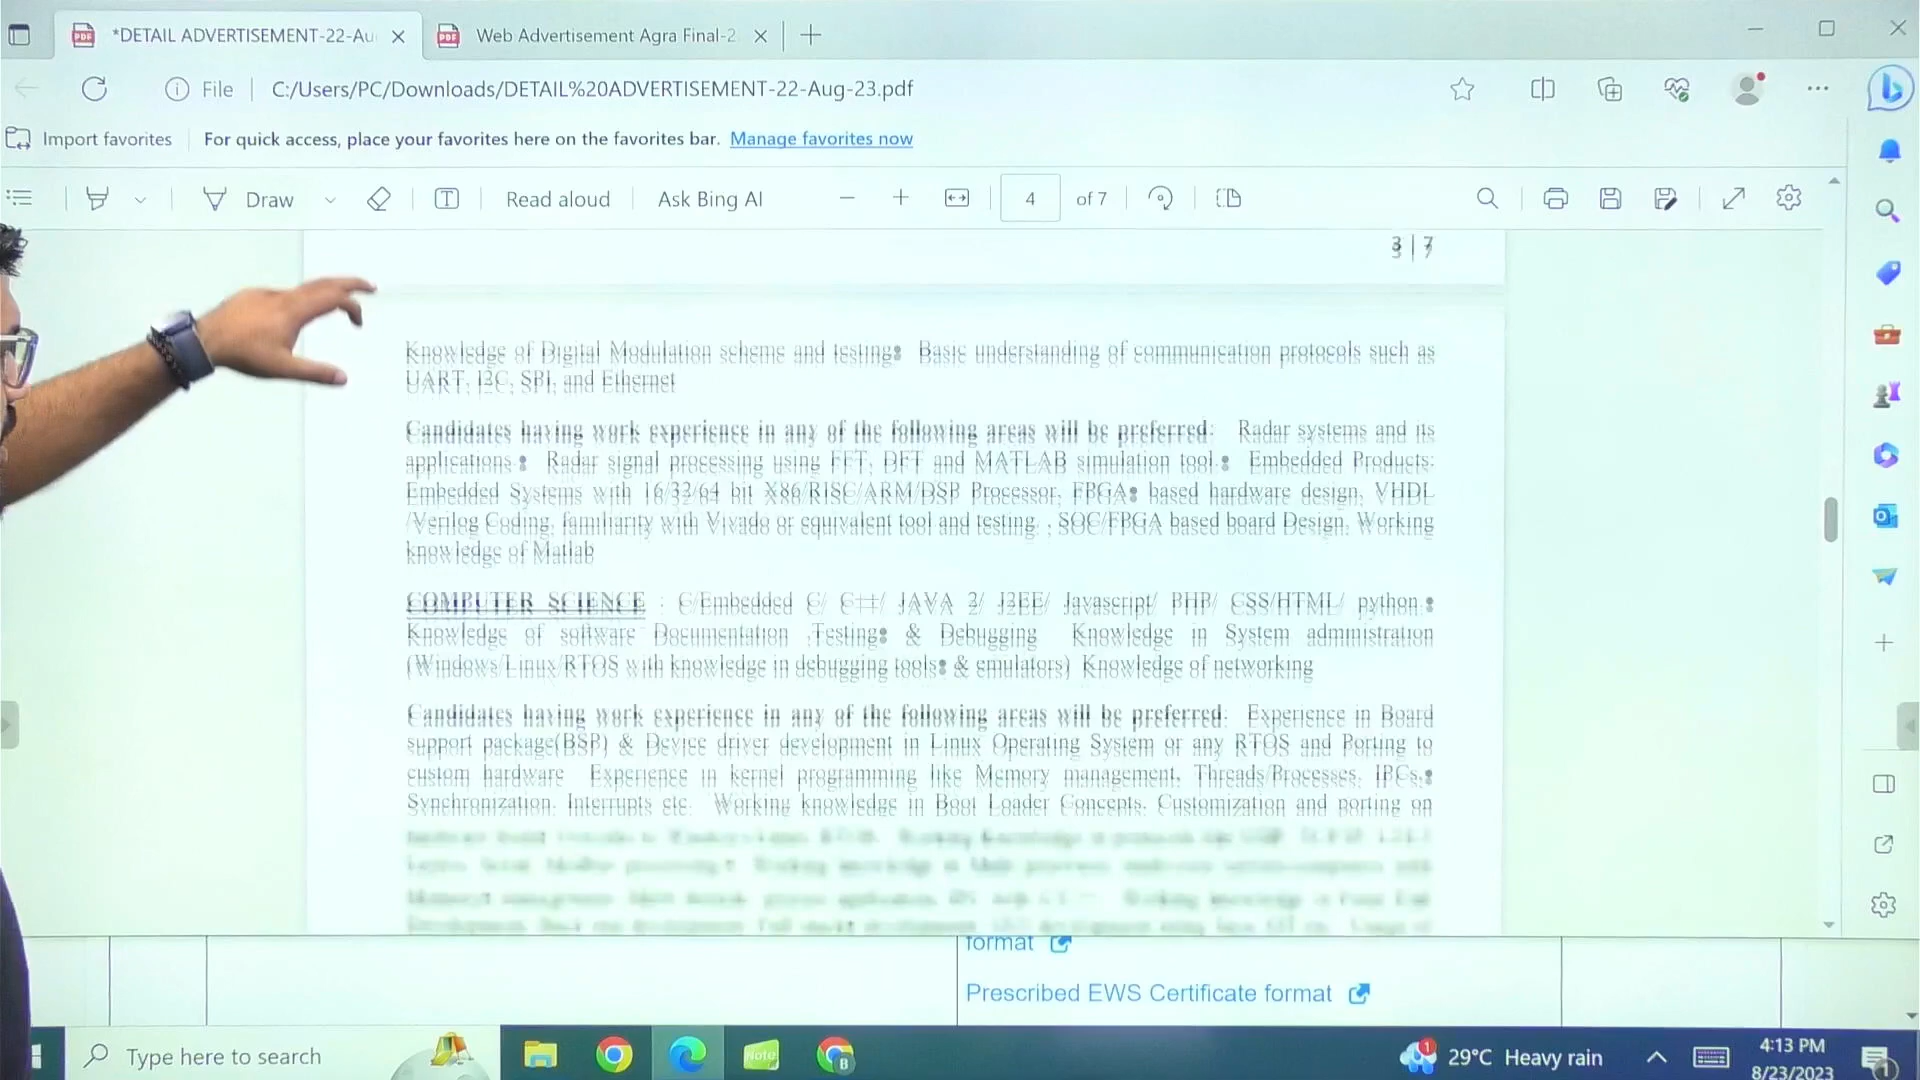 *DETAIL ADVERTISEMENT-22-Au
Web Advertisement Agra Final-2
File
C:/Users/PC/Downloads/DETAIL%20ADVERTISEMENT-22-Aug-23.pdf
Import favorites
For quick access, place your favorites here on the favorites bar. Manage favorites now
Draw
Read aloud
Ask Bing AI
4 of 7
3 | 7
Knowledge of Digital Modulation scheme and testing Basic understanding of communication protocols such as
UART, I2C, SPI, and Ethernet
Candidates having work experience in any of the following areas will be preferred: Radar systems and its
applications Radar signal processing using FFT, DFT and MATLAB simulation tool Embedded Products:
Embedded Systems with 16/32/64 bit X86/RISC/ARM/DSP Processor, FPGA based hardware design, VHDL
/Verilog Coding, familiarity with Vivado or equivalent tool and testing. , SOC/FPGA based board Design. Working
knowledge of Matlab
COMPUTER SCIENCE : C/Embedded C/ C++/ JAVA 2/ J2EE/ Javascript/ PHP/ CSS/HTML/ python
Knowledge of software Documentation ,Testing & Debugging Knowledge in System administration
(Windows/Linux/RTOS with knowledge in debugging tools & emulators) Knowledge of networking
Candidates having work experience in any of the following areas will be preferred: Experience in Board
support package(BSP) & Device driver development in Linux Operating System or any RTOS and Porting to
custom hardware Experience in kernel programming like Memory management, Threads/Processes, IPCs,
Synchronization, Interrupts etc. Working knowledge in Boot Loader Concepts, Customization and porting on
format
Prescribed EWS Certificate format
Type here to search
Note
B
1
29°C Heavy rain
4:13 PM
8/23/2023
1